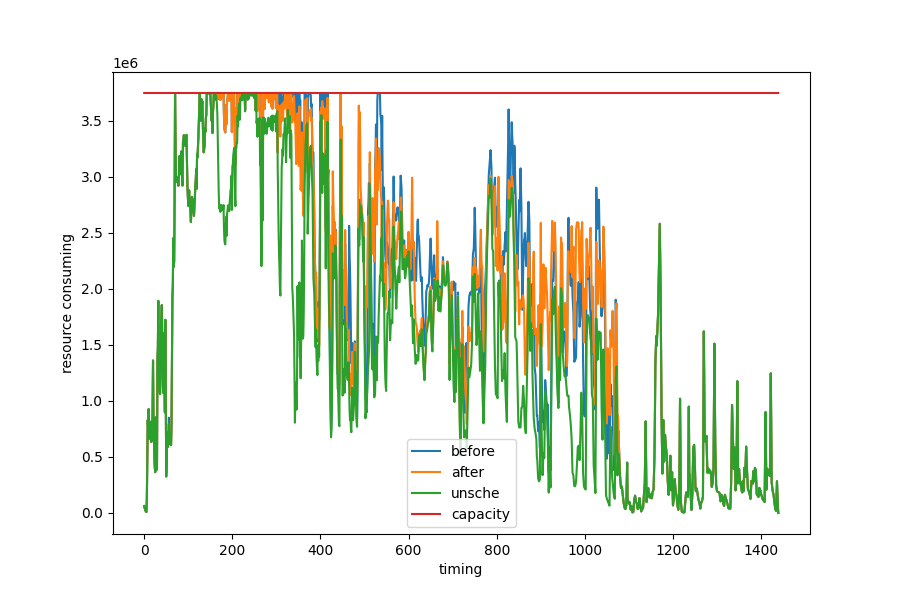 1e6
resource consuming
3.5
3.0
2.5
2.0
1.5
1.0
0.5
0.0
before
after
unsche
capacity
0 200 400 600 800 1000 1200 1400
timing